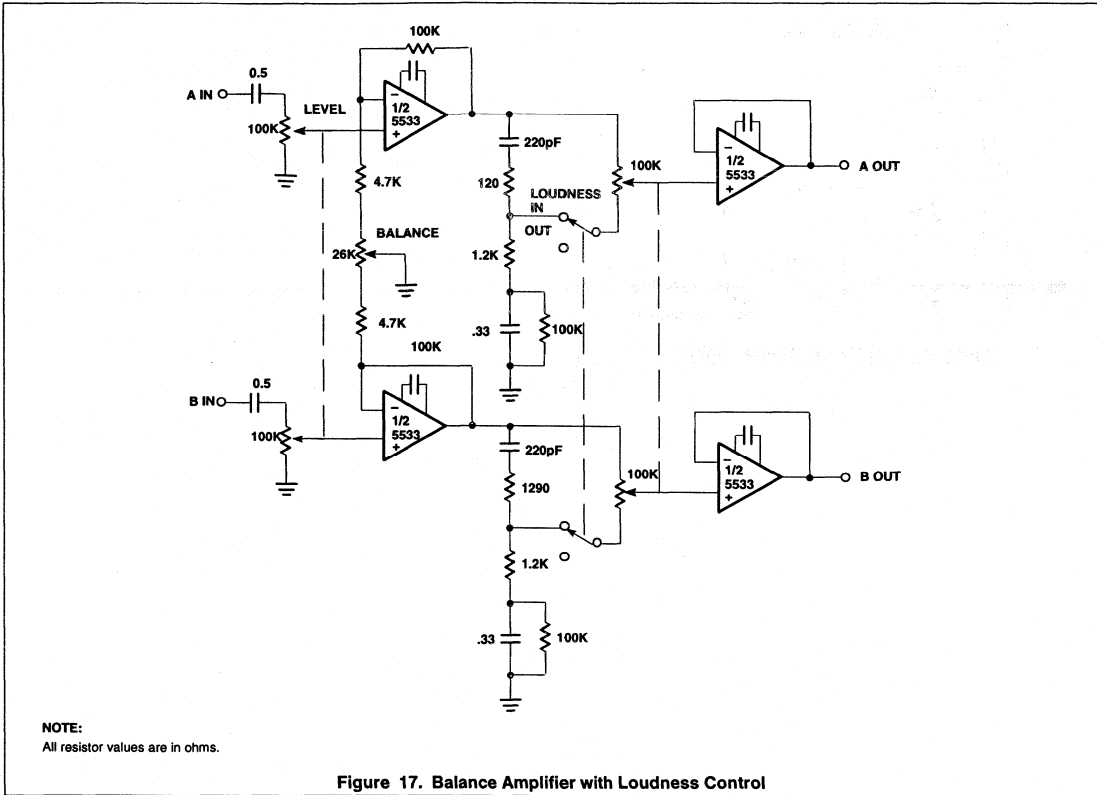 100K
0.5
A IN
LEVEL
100K
−
1/2
5533
+
220pF
4.7K
120
LOUDNESS
IN
OUT
100K
−
1/2
5533
+
A OUT
BALANCE
26K
1.2K
4.7K
.33
100K
100K
0.5
B IN
100K
−
1/2
5533
+
220pF
100K
−
1/2
5533
+
B OUT
1290
1.2K
.33
100K
NOTE:
All resistor values are in ohms.
Figure 17. Balance Amplifier with Loudness Control